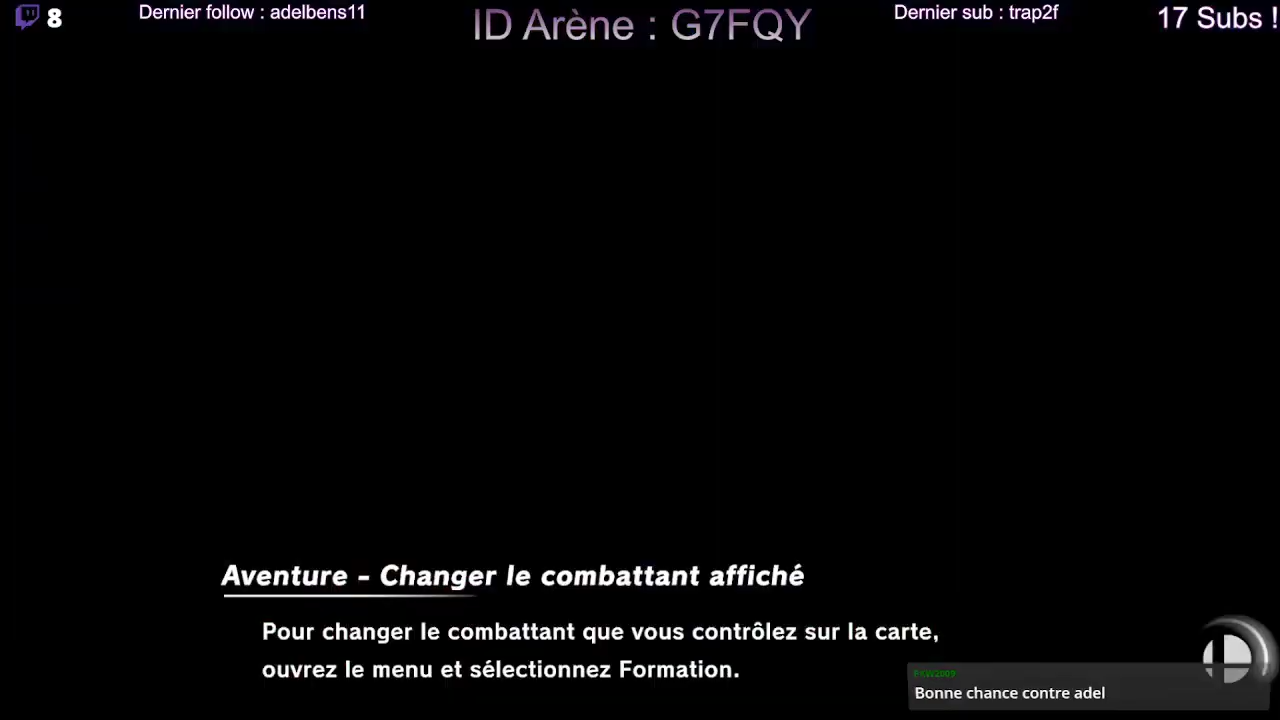 8
Dernier follow : adelbens11
ID Arène : G7FQY
Dernier sub : trap2f
17 Subs !
Aventure - Changer le combattant affiché
Pour changer le combattant que vous contrôlez sur la carte,
ouvrez le menu et sélectionnez Formation.
PKW2009
Bonne chance contre adel